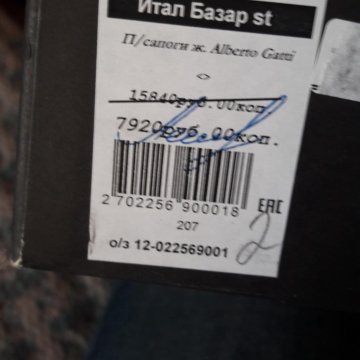 Итал Базар st
П/сапоги ж. Alberto Gatti
<>
15840руб.00коп
7920руб.00коп.
2 702256 900018
EAC
207
2
о/з 12-022569001